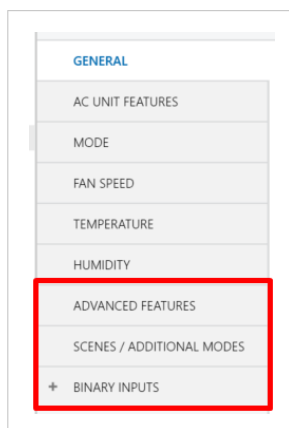 GENERAL
AC UNIT FEATURES
MODE
FAN SPEED
TEMPERATURE
HUMIDITY
ADVANCED FEATURES
SCENES / ADDITIONAL MODES
+ BINARY INPUTS